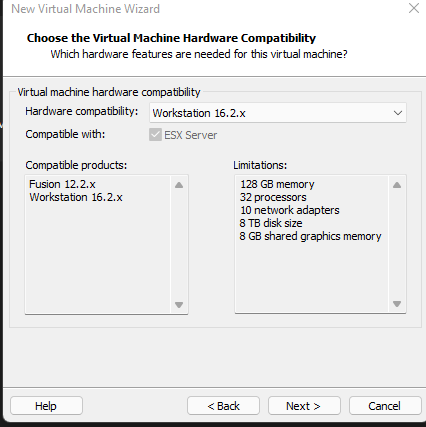 New Virtual Machine Wizard
Choose the Virtual Machine Hardware Compatibility
Which hardware features are needed for this virtual machine?
Virtual machine hardware compatibility
Hardware compatibility: Workstation 16.2.x
Compatible with: ESX Server
Compatible products:
Fusion 12.2.x
Workstation 16.2.x
Limitations:
128 GB memory
32 processors
10 network adapters
8 TB disk size
8 GB shared graphics memory
Help < Back Next > Cancel